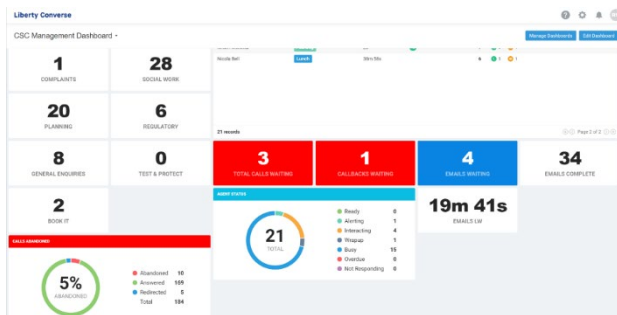 Liberty Converse
CSC Management Dashboard
Manage Dashboards
Edit Dashboard
1
COMPLAINTS
28
SOCIAL WORK
Nicola Bell
Lunch
6
1
1
20
PLANNING
6
REGULATORY
21 records
Page 2 of 2
8
GENERAL ENQUIRIES
0
TEST & PROTECT
3
TOTAL CALLS WAITING
1
CALLBACKS WAITING
4
EMAILS WAITING
34
EMAILS COMPLETE
2
BOOK IT
AGENT STATUS
21
TOTAL
Ready 0
Alerting 1
Interacting 4
Wrapup 1
Busy 15
Overdue 0
Not Responding 0
19m 41s
EMAILS LW
CALLS ABANDONED
5%
ABANDONED
Abandoned 10
Answered 169
Redirected 5
Total 184